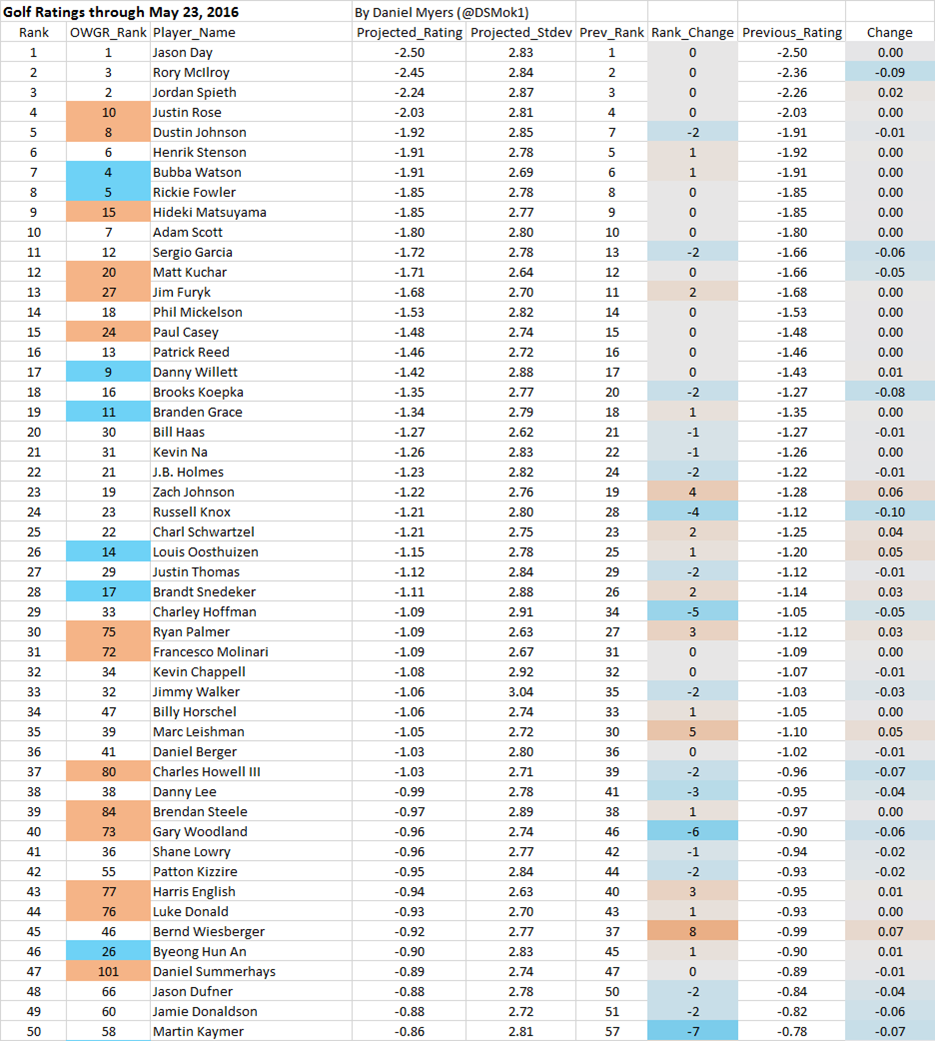 Golf Ratings through May 23, 2016 By Daniel Myers (@DSMok1)
Rank OWGR_Rank Player_Name Projected_Rating Projected_Stdev Prev_Rank Rank_Change Previous_Rating Change
1 1 Jason Day -2.50 2.83 1 0 -2.50 0.00
2 3 Rory McIlroy -2.45 2.84 2 0 -2.36 -0.09
3 2 Jordan Spieth -2.24 2.87 3 0 -2.26 0.02
4 10 Justin Rose -2.03 2.81 4 0 -2.03 0.00
5 8 Dustin Johnson -1.92 2.85 7 -2 -1.91 -0.01
6 6 Henrik Stenson -1.91 2.78 5 1 -1.92 0.00
7 4 Bubba Watson -1.91 2.69 6 1 -1.91 0.00
8 5 Rickie Fowler -1.85 2.78 8 0 -1.85 0.00
9 15 Hideki Matsuyama -1.85 2.77 9 0 -1.85 0.00
10 7 Adam Scott -1.80 2.80 10 0 -1.80 0.00
11 12 Sergio Garcia -1.72 2.78 13 -2 -1.66 -0.06
12 20 Matt Kuchar -1.71 2.64 12 0 -1.66 -0.05
13 27 Jim Furyk -1.68 2.70 11 2 -1.68 0.00
14 18 Phil Mickelson -1.53 2.82 14 0 -1.53 0.00
15 24 Paul Casey -1.48 2.74 15 0 -1.48 0.00
16 13 Patrick Reed -1.46 2.72 16 0 -1.46 0.00
17 9 Danny Willett -1.42 2.88 17 0 -1.43 0.01
18 16 Brooks Koepka -1.35 2.77 20 -2 -1.27 -0.08
19 11 Branden Grace -1.34 2.79 18 1 -1.35 0.00
20 30 Bill Haas -1.27 2.62 21 -1 -1.27 -0.01
21 31 Kevin Na -1.26 2.83 22 -1 -1.26 0.00
22 21 J.B. Holmes -1.23 2.82 24 -2 -1.22 -0.01
23 19 Zach Johnson -1.22 2.76 19 4 -1.28 0.06
24 23 Russell Knox -1.21 2.80 28 -4 -1.12 -0.10
25 22 Charl Schwartzel -1.21 2.75 23 2 -1.25 0.04
26 14 Louis Oosthuizen -1.15 2.78 25 1 -1.20 0.05
27 29 Justin Thomas -1.12 2.84 29 -2 -1.12 -0.01
28 17 Brandt Snedeker -1.11 2.88 26 2 -1.14 0.03
29 33 Charley Hoffman -1.09 2.91 34 -5 -1.05 -0.05
30 75 Ryan Palmer -1.09 2.63 27 3 -1.12 0.03
31 72 Francesco Molinari -1.09 2.67 31 0 -1.09 0.00
32 34 Kevin Chappell -1.08 2.92 32 0 -1.07 -0.01
33 32 Jimmy Walker -1.06 3.04 35 -2 -1.03 -0.03
34 47 Billy Horschel -1.06 2.74 33 1 -1.05 0.00
35 39 Marc Leishman -1.05 2.72 30 5 -1.10 0.05
36 41 Daniel Berger -1.03 2.80 36 0 -1.02 -0.01
37 80 Charles Howell III -1.03 2.71 39 -2 -0.96 -0.07
38 38 Danny Lee -0.99 2.78 41 -3 -0.95 -0.04
39 84 Brendan Steele -0.97 2.89 38 1 -0.97 0.00
40 73 Gary Woodland -0.96 2.74 46 -6 -0.90 -0.06
41 36 Shane Lowry -0.96 2.77 42 -1 -0.94 -0.02
42 55 Patton Kizzire -0.95 2.84 44 -2 -0.93 -0.02
43 77 Harris English -0.94 2.63 40 3 -0.95 0.01
44 76 Luke Donald -0.93 2.70 43 1 -0.93 0.00
45 46 Bernd Wiesberger -0.92 2.77 37 8 -0.99 0.07
46 26 Byeong Hun An -0.90 2.83 45 1 -0.90 0.01
47 101 Daniel Summerhays -0.89 2.74 47 0 -0.89 -0.01
48 66 Jason Dufner -0.88 2.78 50 -2 -0.84 -0.04
49 60 Jamie Donaldson -0.88 2.72 51 -2 -0.82 -0.06
50 58 Martin Kaymer -0.86 2.81 57 -7 -0.78 -0.07